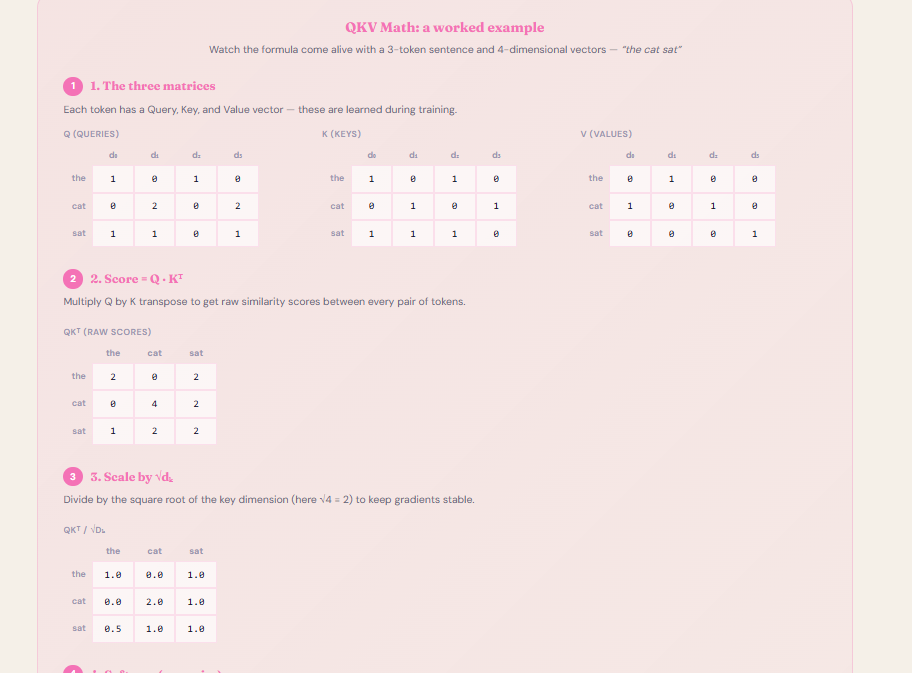 QKV Math: a worked example
Watch the formula come alive with a 3-token sentence and 4-dimensional vectors — “the cat sat”
1 1. The three matrices
Each token has a Query, Key, and Value vector — these are learned during training.
Q (QUERIES) K (KEYS) V (VALUES)
d₀ d₁ d₂ d₃ d₀ d₁ d₂ d₃ d₀ d₁ d₂ d₃
the 1 0 1 0 the 1 0 1 0 the 0 1 0 0
cat 0 2 0 2 cat 0 1 0 1 cat 1 0 1 0
sat 1 1 0 1 sat 1 1 1 0 sat 0 0 0 1
2 2. Score = Q · Kᵀ
Multiply Q by K transpose to get raw similarity scores between every pair of tokens.
QKᵀ (RAW SCORES)
the cat sat
the 2 0 2
cat 0 4 2
sat 1 2 2
3 3. Scale by √dₖ
Divide by the square root of the key dimension (here √4 = 2) to keep gradients stable.
QKᵀ / √Dₖ
the cat sat
the 1.0 0.0 1.0
cat 0.0 2.0 1.0
sat 0.5 1.0 1.0